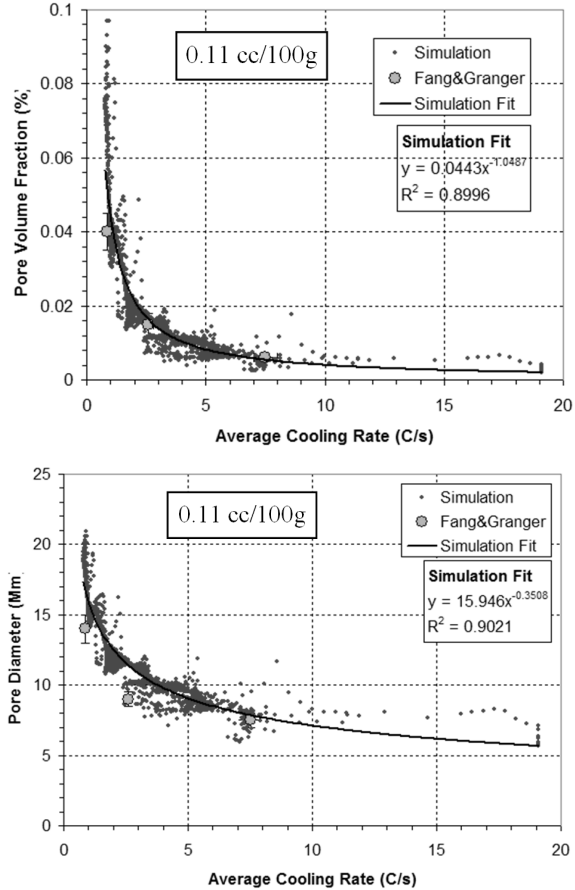 0.1
0.08
0.06
0.04
0.02
0
Pore Volume Fraction (%)
0.11 cc/100g
Simulation
Fang&Granger
Simulation Fit
Simulation Fit
y = 0.0443x^-1.0487
R² = 0.8996
0 5 10 15 20
Average Cooling Rate (C/s)
25
20
15
10
5
0
Pore Diameter (Mm
0.11 cc/100g
Simulation
Fang&Granger
Simulation Fit
Simulation Fit
y = 15.946x^-0.3508
R² = 0.9021
0 5 10 15 20
Average Cooling Rate (C/s)